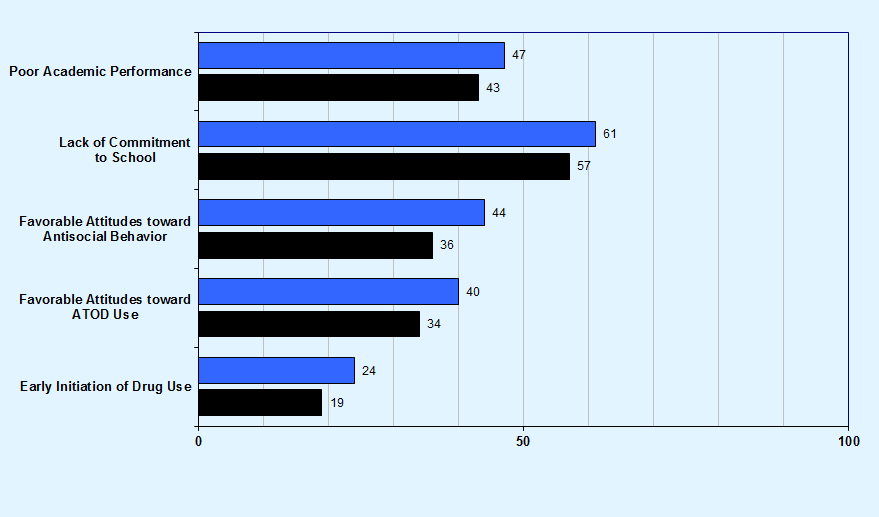 Poor Academic Performance
47
43
Lack of Commitment
to School
61
57
Favorable Attitudes toward
Antisocial Behavior
44
36
Favorable Attitudes toward
ATOD Use
40
34
Early Initiation of Drug Use
24
19
0 50 100